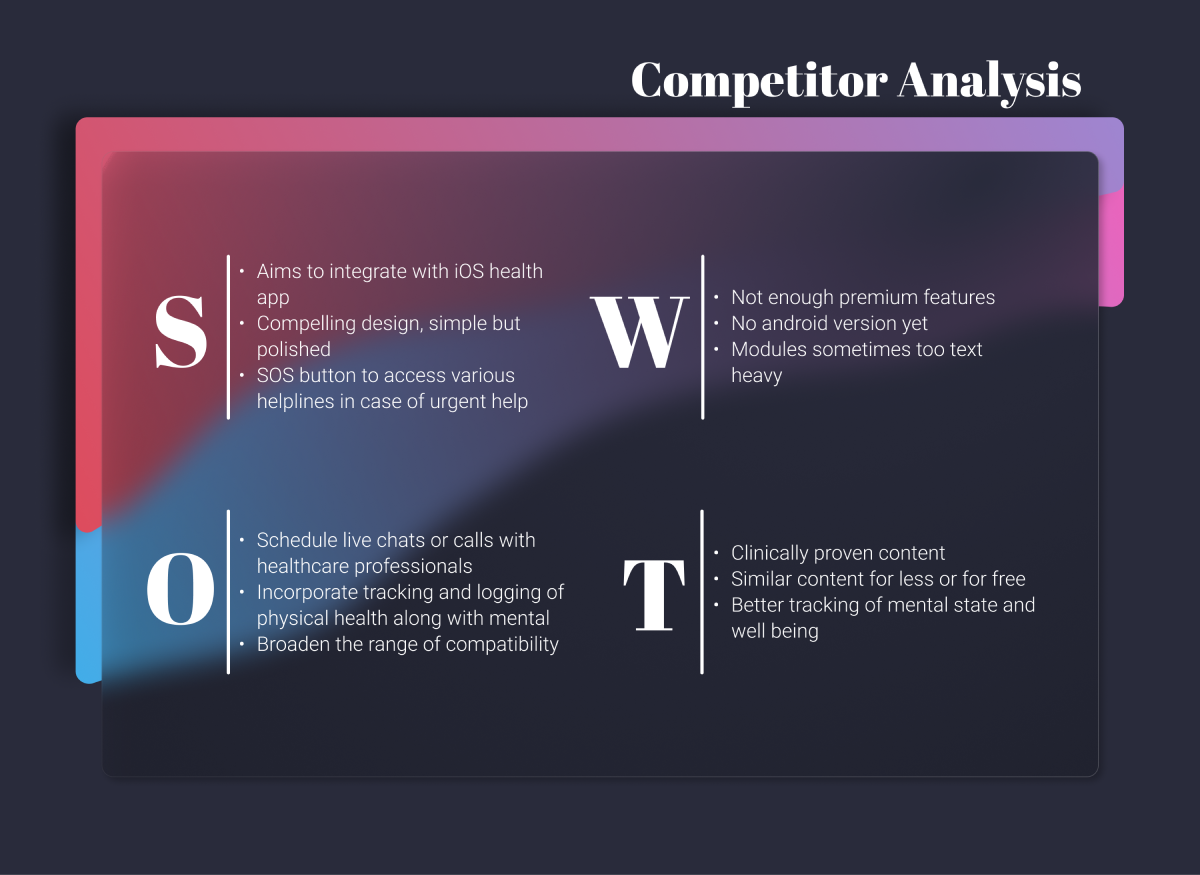 Competitor Analysis
S
• Aims to integrate with iOS health
app
• Compelling design, simple but
polished
• SOS button to access various
helplines in case of urgent help
W
• Not enough premium features
• No android version yet
• Modules sometimes too text
heavy
O
• Schedule live chats or calls with
healthcare professionals
• Incorporate tracking and logging of
physical health along with mental
• Broaden the range of compatibility
T
• Clinically proven content
• Similar content for less or for free
• Better tracking of mental state and
well being